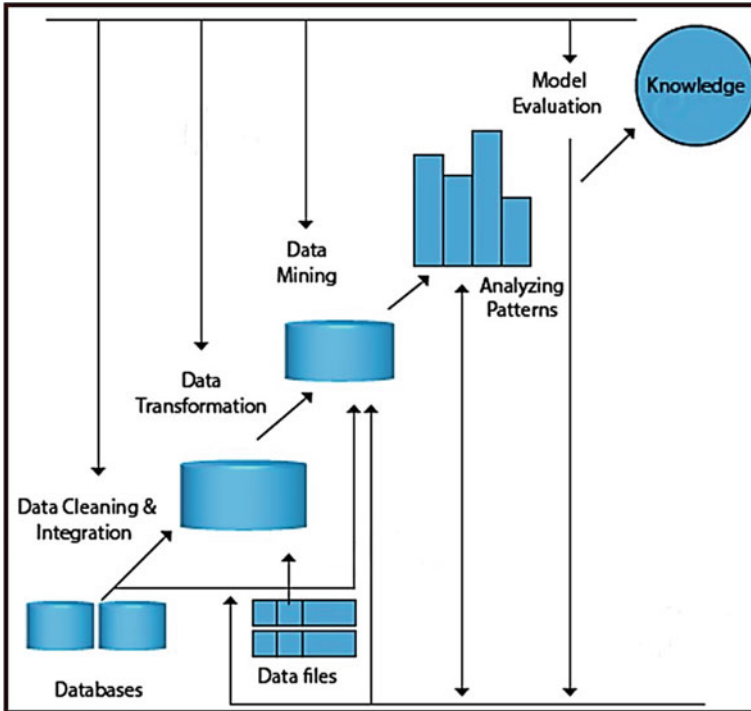 Model
Evaluation
Knowledge
Data
Mining
Analyzing
Patterns
Data
Transformation
Data Cleaning &
Integration
Databases
Data files